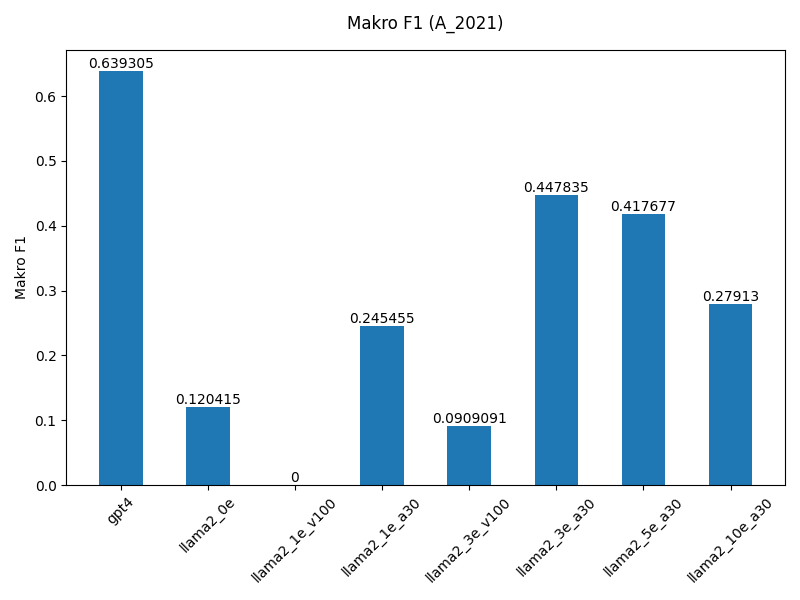 Makro F1 (A_2021)
Makro F1
0.6
0.5
0.4
0.3
0.2
0.1
0.0
0.639305
0.120415
0
0.245455
0.0909091
0.447835
0.417677
0.27913
gpt4
llama2_0e
llama2_1e_v100
llama2_1e_a30
llama2_3e_v100
llama2_3e_a30
llama2_5e_a30
llama2_10e_a30